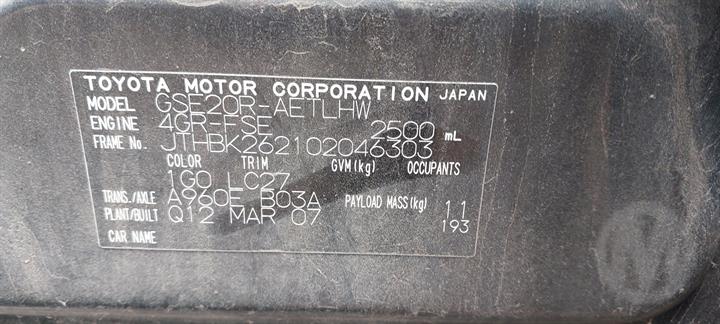 TOYOTA MOTOR CORPORATION JAPAN
MODEL GSE20R-AETLHW
ENGINE 4GR-FSE 2500 mL
FRAME No. JTHBK262102046303
COLOR TRIM GVM(kg) OCCUPANTS
1G0 LC27
TRANS./AXLE A960E B03A PAYLOAD MASS(kg) 11
PLANT/BUILT Q12 MAR 07 193
CAR NAME
M